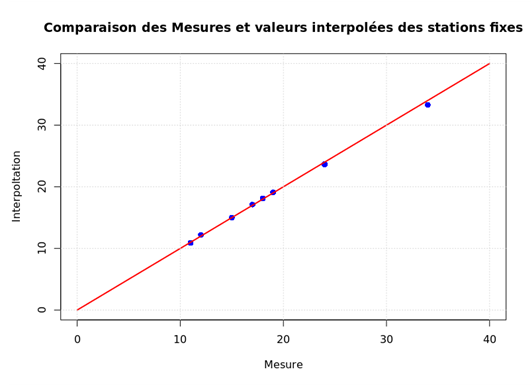 Comparaison des Mesures et valeurs interpolées des stations fixes
40
30
20
10
0
Interpoltation
0 10 20 30 40
Mesure